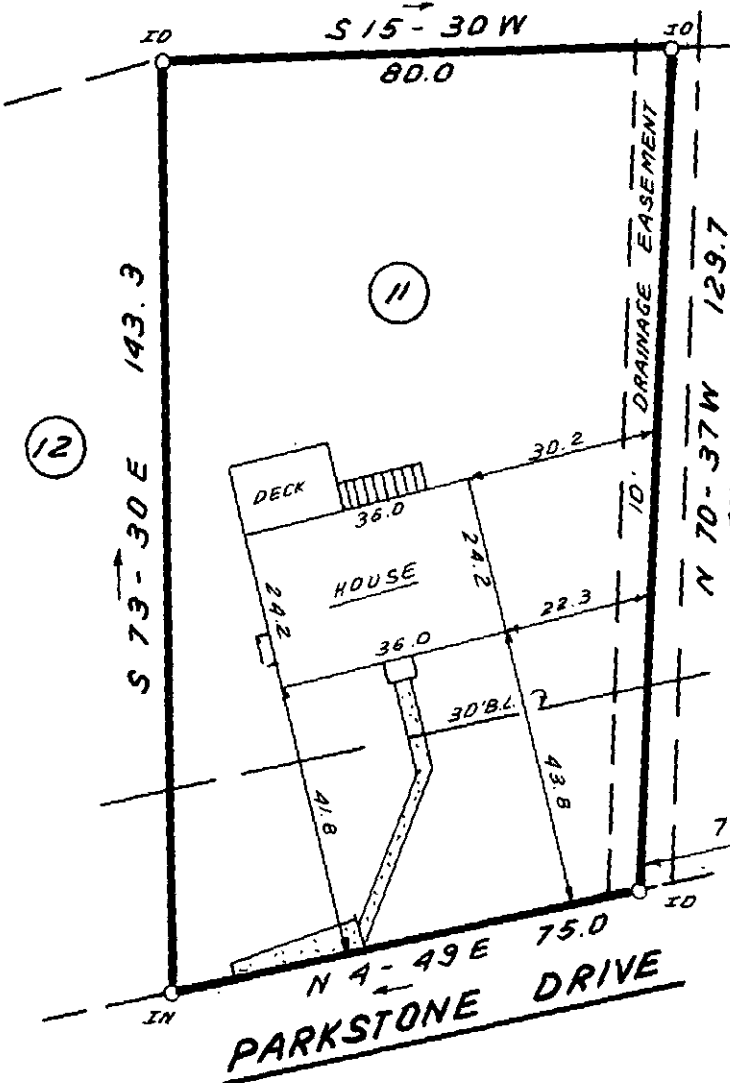 S 15-30 W
IO
IO
80.0
DRAINAGE EASEMENT
10'
N 70-37 W 129.7
143.3
S 73-30 E
11
12
30.2
DECK
36.0
24.2
HOUSE
24.2
22.3
36.0
30' B.L.
43.8
41.8
7
IO
75.0
N 4-49 E
IN
PARKSTONE DRIVE